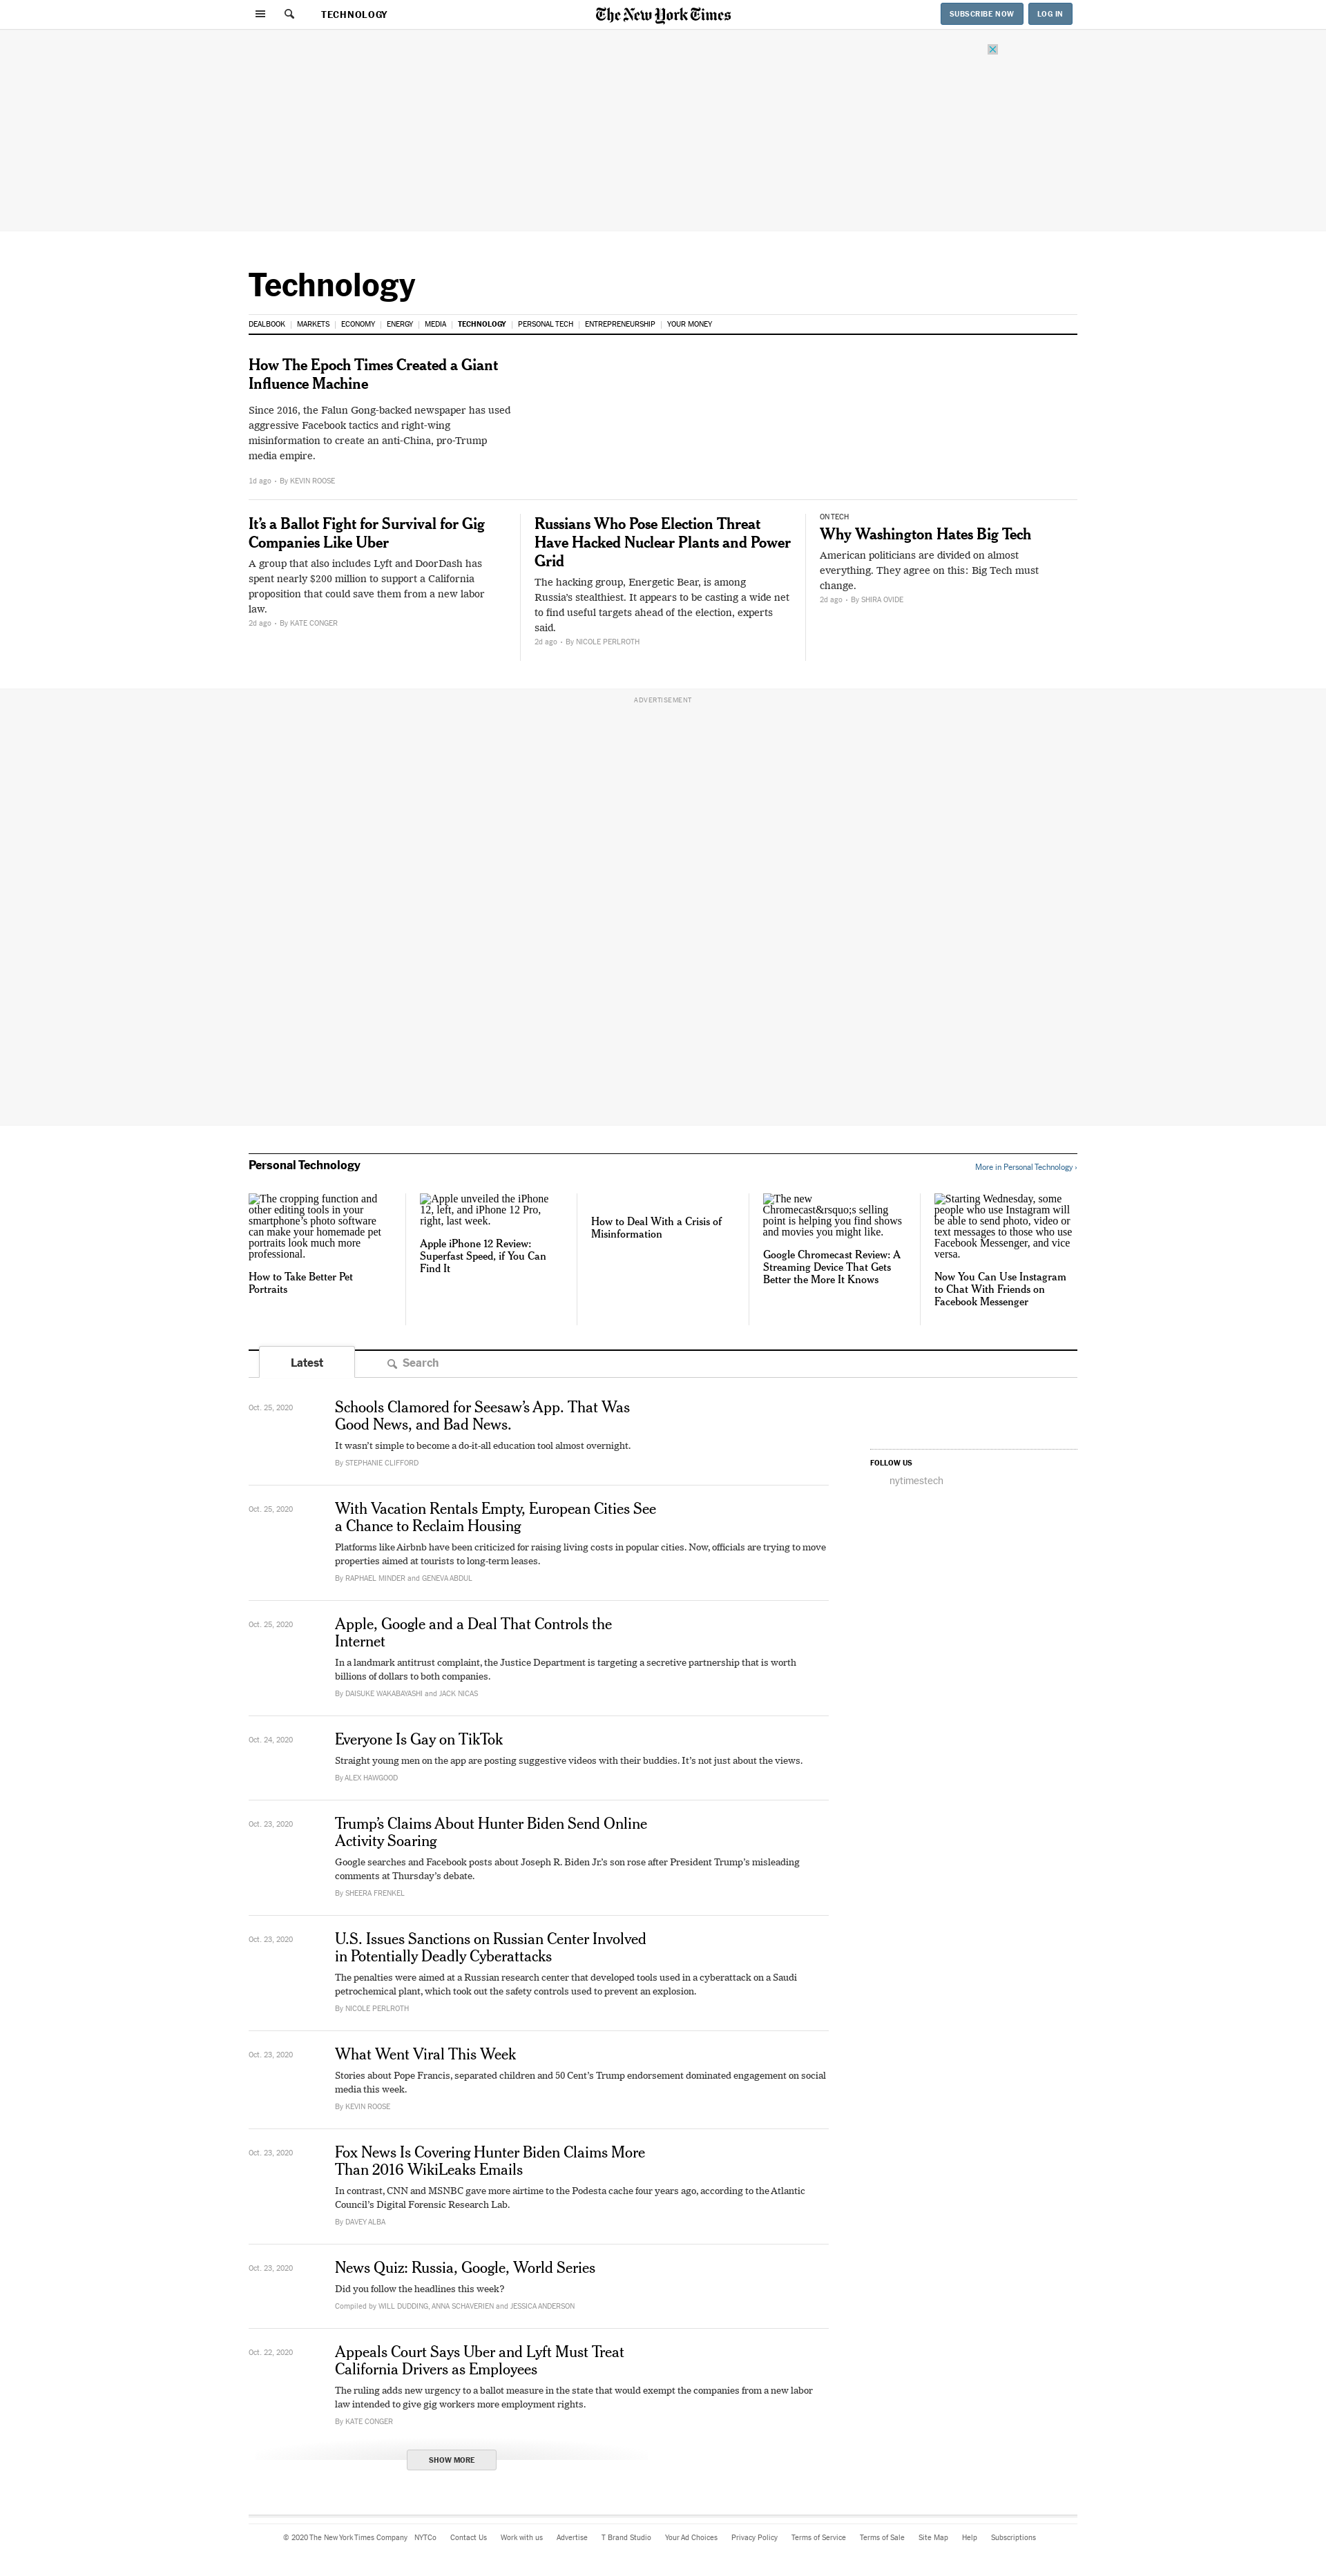 TECHNOLOGY
The New York Times
SUBSCRIBE NOW
LOG IN
Technology
DEALBOOK | MARKETS | ECONOMY | ENERGY | MEDIA | TECHNOLOGY | PERSONAL TECH | ENTREPRENEURSHIP | YOUR MONEY
How The Epoch Times Created a Giant
Influence Machine
Since 2016, the Falun Gong-backed newspaper has used
aggressive Facebook tactics and right-wing
misinformation to create an anti-China, pro-Trump
media empire.
1d ago • By KEVIN ROOSE
It’s a Ballot Fight for Survival for Gig
Companies Like Uber
A group that also includes Lyft and DoorDash has
spent nearly $200 million to support a California
proposition that could save them from a new labor
law.
2d ago • By KATE CONGER
Russians Who Pose Election Threat
Have Hacked Nuclear Plants and Power
Grid
The hacking group, Energetic Bear, is among
Russia’s stealthiest. It appears to be casting a wide net
to find useful targets ahead of the election, experts
said.
2d ago • By NICOLE PERLROTH
ON TECH
Why Washington Hates Big Tech
American politicians are divided on almost
everything. They agree on this: Big Tech must
change.
2d ago • By SHIRA OVIDE
ADVERTISEMENT
Personal Technology
More in Personal Technology ›
The cropping function and
other editing tools in your
smartphone’s photo software
can make your homemade pet
portraits look much more
professional.
How to Take Better Pet
Portraits
Apple unveiled the iPhone
12, left, and iPhone 12 Pro,
right, last week.
Apple iPhone 12 Review:
Superfast Speed, if You Can
Find It
How to Deal With a Crisis of
Misinformation
The new
Chromecast&rsquo;s selling
point is helping you find shows
and movies you might like.
Google Chromecast Review: A
Streaming Device That Gets
Better the More It Knows
Starting Wednesday, some
people who use Instagram will
be able to send photo, video or
text messages to those who use
Facebook Messenger, and vice
versa.
Now You Can Use Instagram
to Chat With Friends on
Facebook Messenger
Latest
Search
Oct. 25, 2020
Schools Clamored for Seesaw’s App. That Was
Good News, and Bad News.
It wasn’t simple to become a do-it-all education tool almost overnight.
By STEPHANIE CLIFFORD
FOLLOW US
nytimestech
Oct. 25, 2020
With Vacation Rentals Empty, European Cities See
a Chance to Reclaim Housing
Platforms like Airbnb have been criticized for raising living costs in popular cities. Now, officials are trying to move
properties aimed at tourists to long-term leases.
By RAPHAEL MINDER and GENEVA ABDUL
Oct. 25, 2020
Apple, Google and a Deal That Controls the
Internet
In a landmark antitrust complaint, the Justice Department is targeting a secretive partnership that is worth
billions of dollars to both companies.
By DAISUKE WAKABAYASHI and JACK NICAS
Oct. 24, 2020
Everyone Is Gay on TikTok
Straight young men on the app are posting suggestive videos with their buddies. It’s not just about the views.
By ALEX HAWGOOD
Oct. 23, 2020
Trump’s Claims About Hunter Biden Send Online
Activity Soaring
Google searches and Facebook posts about Joseph R. Biden Jr.’s son rose after President Trump’s misleading
comments at Thursday’s debate.
By SHEERA FRENKEL
Oct. 23, 2020
U.S. Issues Sanctions on Russian Center Involved
in Potentially Deadly Cyberattacks
The penalties were aimed at a Russian research center that developed tools used in a cyberattack on a Saudi
petrochemical plant, which took out the safety controls used to prevent an explosion.
By NICOLE PERLROTH
Oct. 23, 2020
What Went Viral This Week
Stories about Pope Francis, separated children and 50 Cent’s Trump endorsement dominated engagement on social
media this week.
By KEVIN ROOSE
Oct. 23, 2020
Fox News Is Covering Hunter Biden Claims More
Than 2016 WikiLeaks Emails
In contrast, CNN and MSNBC gave more airtime to the Podesta cache four years ago, according to the Atlantic
Council’s Digital Forensic Research Lab.
By DAVEY ALBA
Oct. 23, 2020
News Quiz: Russia, Google, World Series
Did you follow the headlines this week?
Compiled by WILL DUDDING, ANNA SCHAVERIEN and JESSICA ANDERSON
Oct. 22, 2020
Appeals Court Says Uber and Lyft Must Treat
California Drivers as Employees
The ruling adds new urgency to a ballot measure in the state that would exempt the companies from a new labor
law intended to give gig workers more employment rights.
By KATE CONGER
SHOW MORE
© 2020 The New York Times Company NYTCo Contact Us Work with us Advertise T Brand Studio Your Ad Choices Privacy Policy Terms of Service Terms of Sale Site Map Help Subscriptions